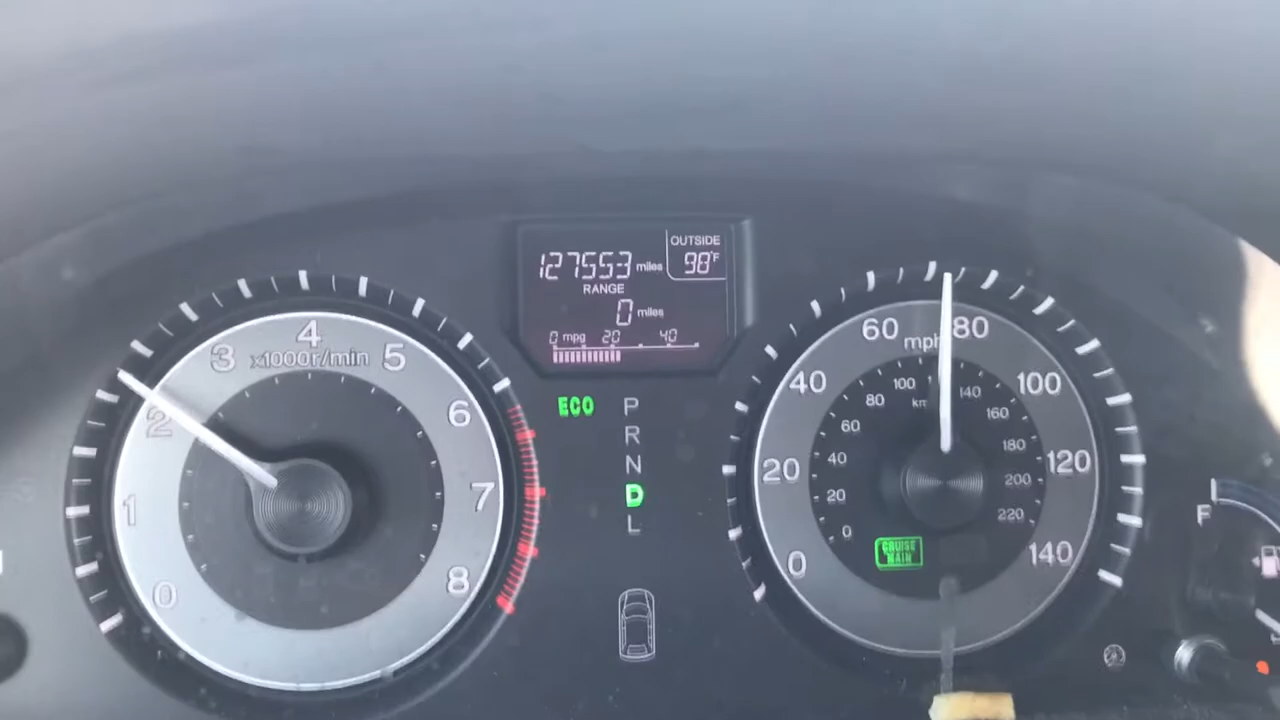 OUTSIDE
127553 miles
98°F
RANGE
0 miles
0 mpg 20 40
ECO
P
R
N
D
L
x1000r/min
0
1
2
3
4
5
6
7
8
mph
0
20
40
60
80
100
120
140
0
20
40
60
80
100
140
160
180
200
220
CRUISE
MAIN
F